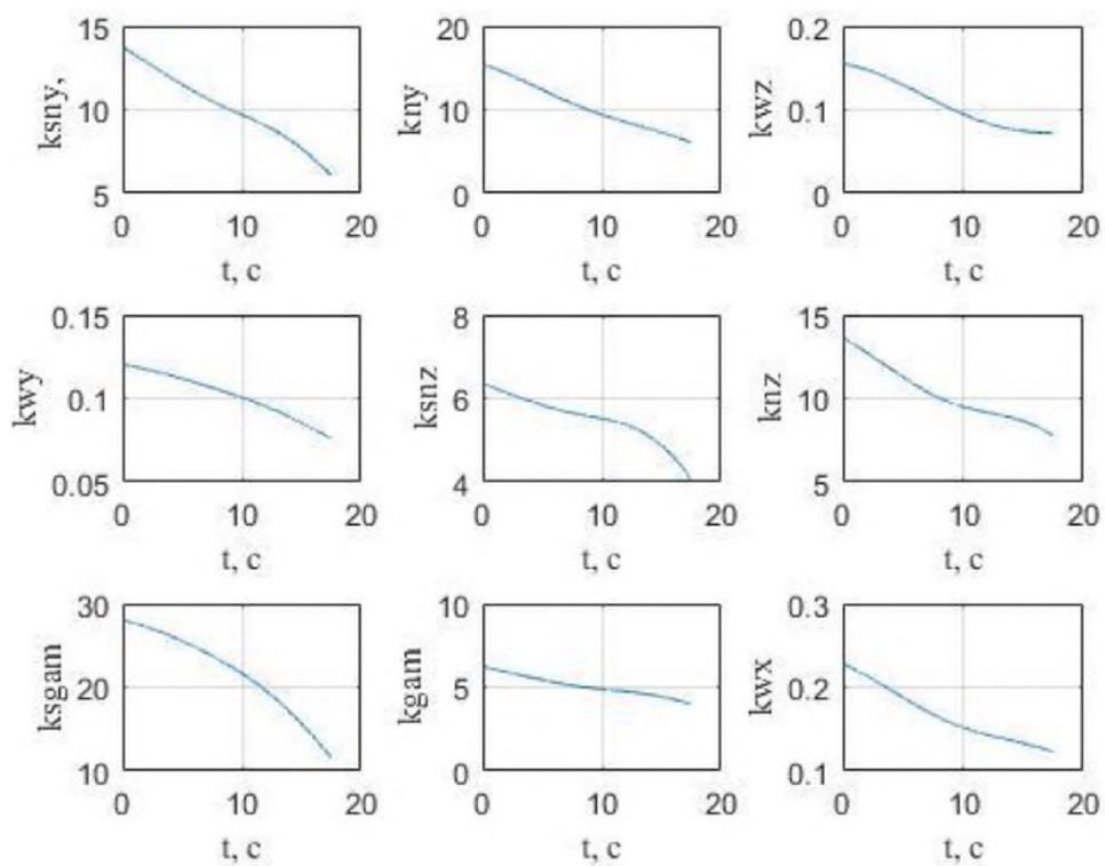 15 10 5 ksny, 0 10 20 t, c
20 10 0 kny 0 10 20 t, c
0.2 0.1 0 kwz 0 10 20 t, c
0.15 0.1 0.05 kwy 0 10 20 t, c
8 6 4 ksnz 0 10 20 t, c
15 10 5 knz 0 10 20 t, c
30 20 10 ksgam 0 10 20 t, c
10 5 0 kgam 0 10 20 t, c
0.3 0.2 0.1 kwx 0 10 20 t, c